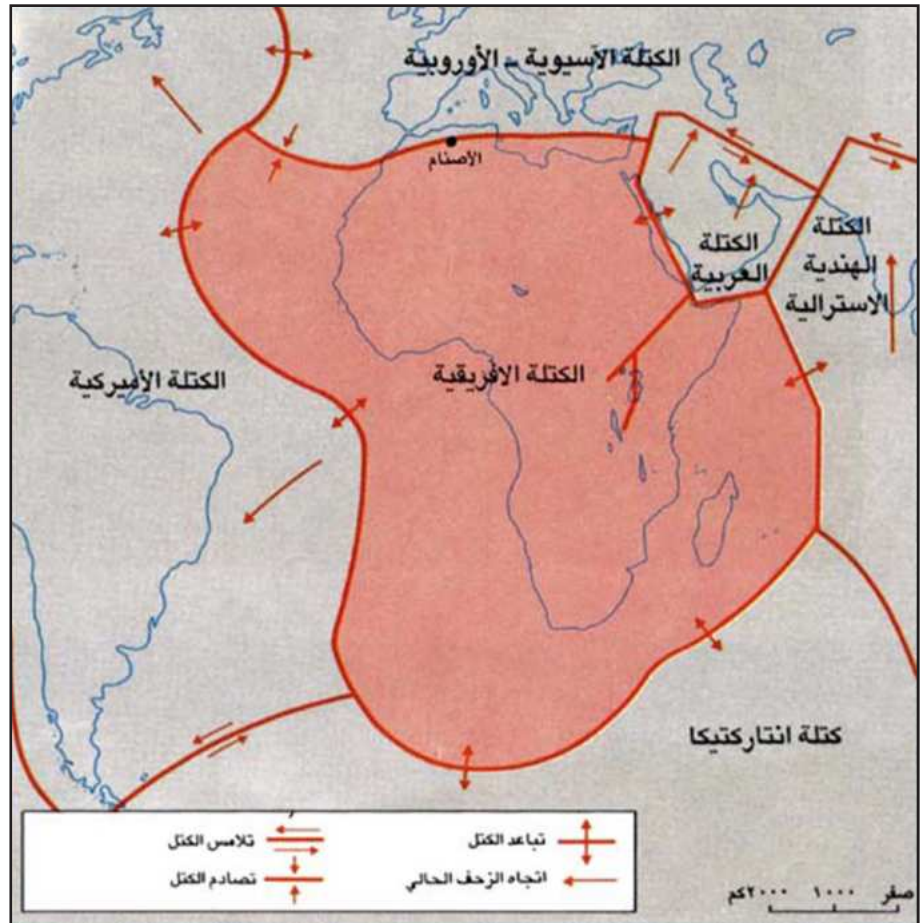 الكتلة الآسيوية - الأوروبية
الأصنام
الكتلة
العربية
الكتلة
الهندية
الاسترالية
الكتلة الأميركية
الكتلة الافريقية
كتلة انتاركتيكا
تباعد الكتل
تلامس الكتل
اتجاه الزحف الحالي
تصادم الكتل
صفر ١٠٠٠ ٢٠٠٠كم